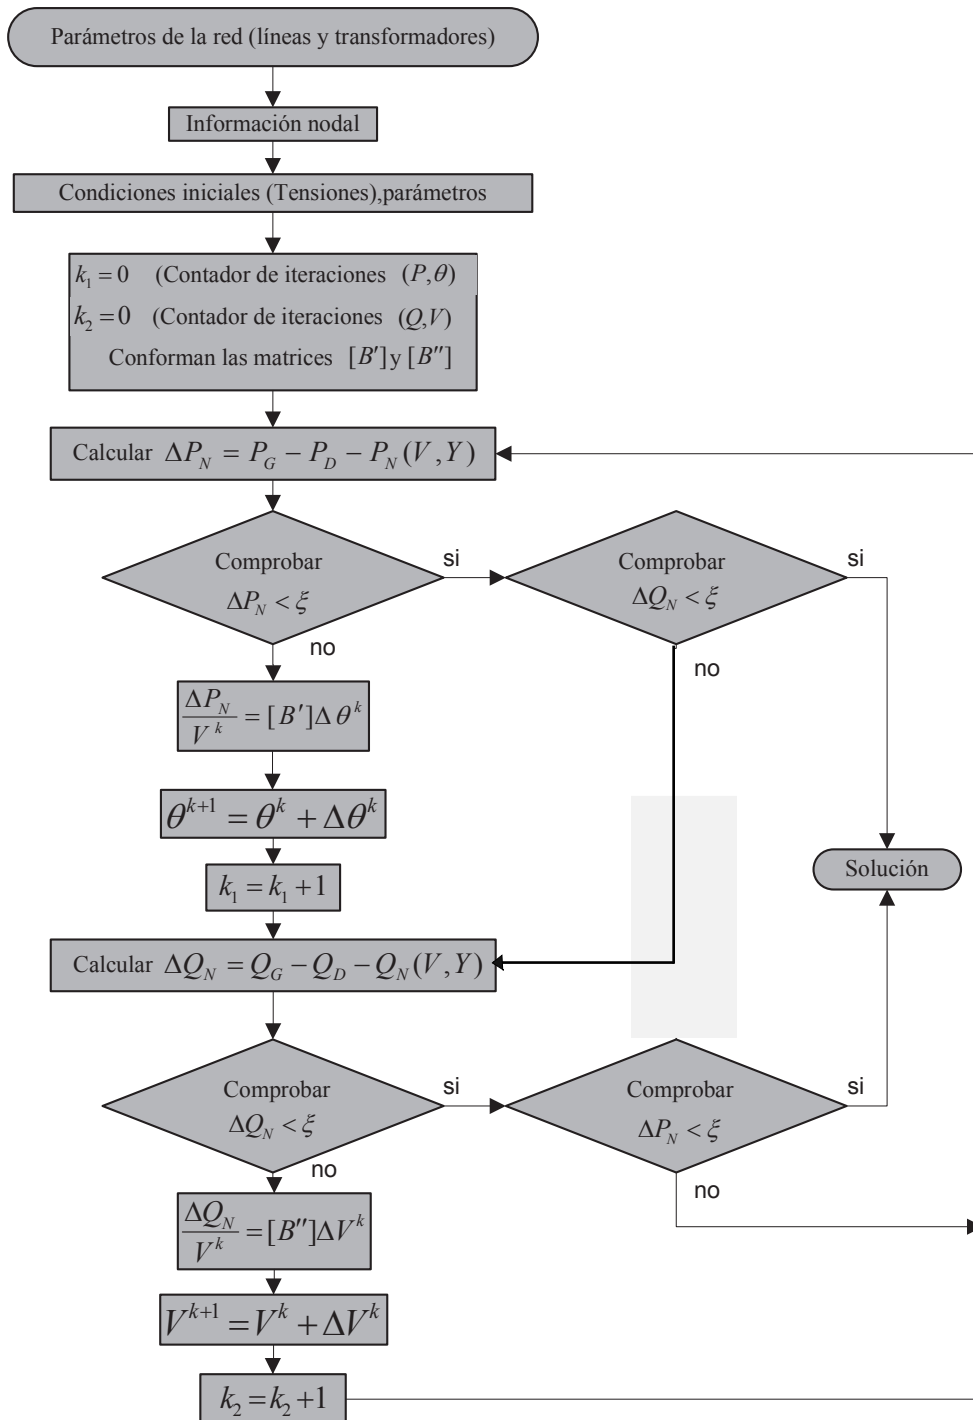 Parámetros de la red (líneas y transformadores)
Información nodal
Condiciones iniciales (Tensiones),parámetros
k₁ = 0 (Contador de iteraciones (P,θ)
k₂ = 0 (Contador de iteraciones (Q,V)
Conforman las matrices [B′] y [B″]
Calcular ΔP_N = P_G − P_D − P_N (V ,Y)
Comprobar
ΔP_N < ξ
si
no
Comprobar
ΔQ_N < ξ
si
no
ΔP_N / V^k = [B′]Δ θ^k
θ^{k+1} = θ^k + Δθ^k
k₁ = k₁ +1
Solución
Calcular ΔQ_N = Q_G − Q_D − Q_N (V,Y)
Comprobar
ΔQ_N < ξ
si
no
Comprobar
ΔP_N < ξ
si
no
ΔQ_N / V^k = [B″]ΔV^k
V^{k+1} = V^k + ΔV^k
k₂ = k₂ +1